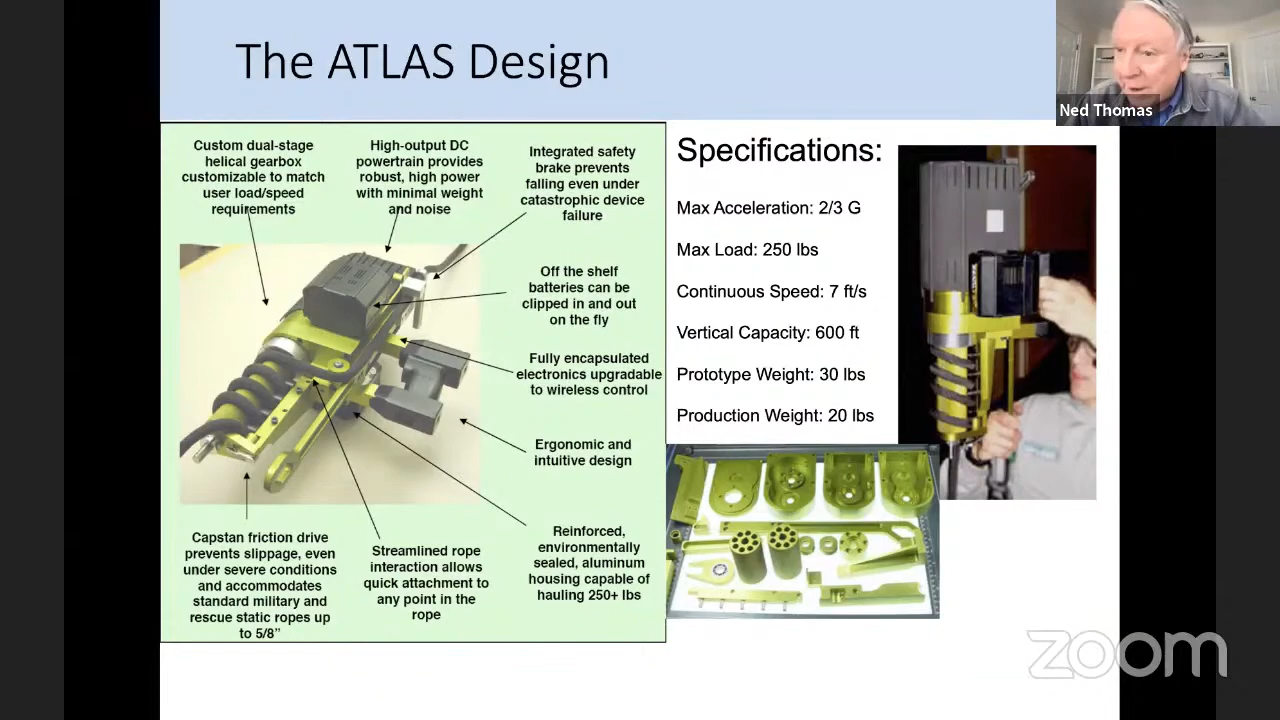 The ATLAS Design
Ned Thomas
Custom dual-stage
helical gearbox
customizable to match
user load/speed
requirements
High-output DC
powertrain provides
robust, high power
with minimal weight
and noise
Integrated safety
brake prevents
falling even under
catastrophic device
failure
Off the shelf
batteries can be
clipped in and out
on the fly
Fully encapsulated
electronics upgradable
to wireless control
Ergonomic and
intuitive design
Reinforced,
environmentally
sealed, aluminum
housing capable of
hauling 250+ lbs
Streamlined rope
interaction allows
quick attachment to
any point in the
rope
Capstan friction drive
prevents slippage, even
under severe conditions
and accommodates
standard military and
rescue static ropes up
to 5/8”
Specifications:
Max Acceleration: 2/3 G
Max Load: 250 lbs
Continuous Speed: 7 ft/s
Vertical Capacity: 600 ft
Prototype Weight: 30 lbs
Production Weight: 20 lbs
zoom